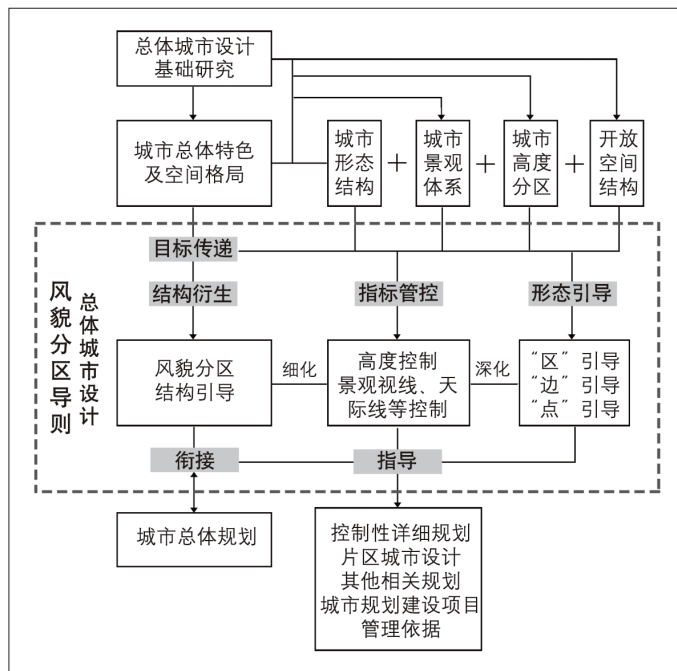 总体城市设计
基础研究
城市总体特色
及空间格局
城市
形态
结构
+
城市
景观
体系
+
城市
高度
分区
+
开放
空间
结构
目标传递
结构衍生
指标管控
形态引导
总体城市设计
风貌分区导则
风貌分区
结构引导
细化
高度控制
景观视线、天
际线等控制
深化
“区”引导
“边”引导
“点”引导
衔接
指导
城市总体规划
控制性详细规划
片区城市设计
其他相关规划
城市规划建设项目
管理依据